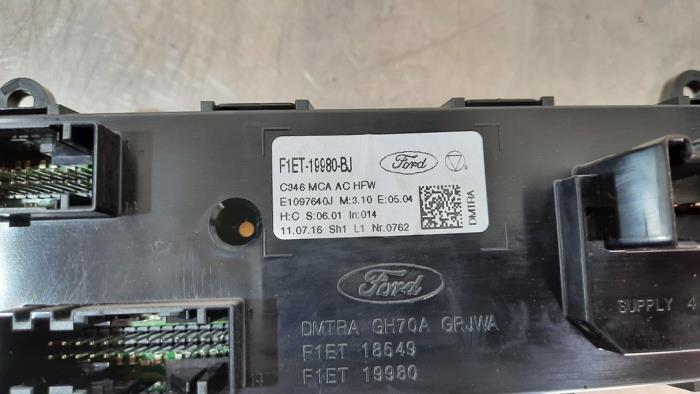 F1ET-19980-BJ
Ford
C346 MCA AC HFW
E1097640J M:3.10 E:05.04
H:C S:06.01 In:014
11.07.16 Sh1 L1 Nr.0762
DMTRA
Ford
DMTRA GH70A GRJWA
F1ET 18549
F1ET 19980
SUPPLY